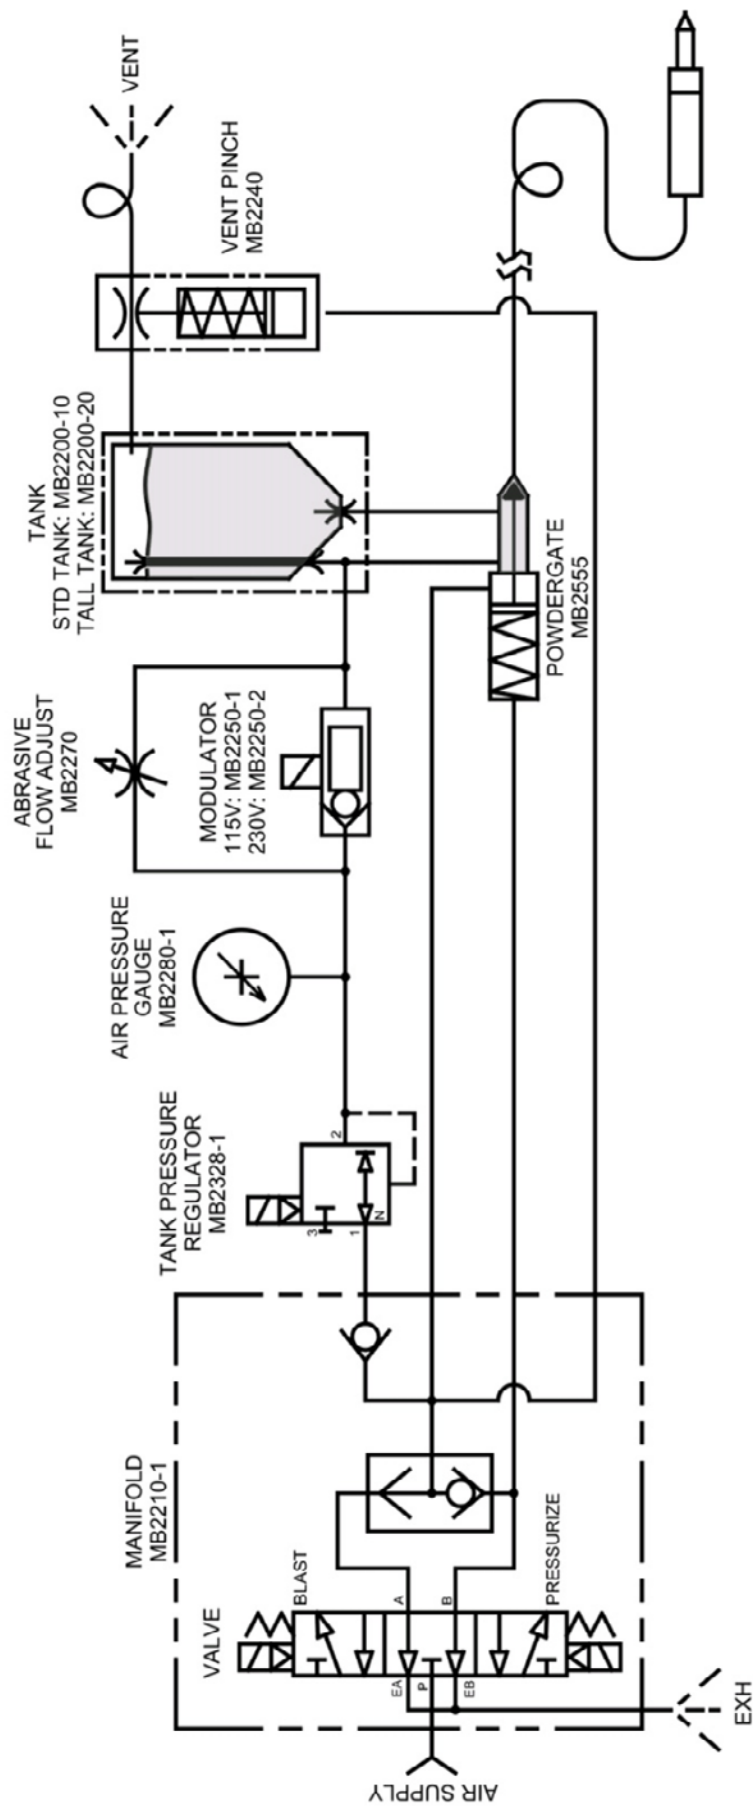 VENT
VENT PINCH
MB2240
TANK
STD TANK: MB2200-10
TALL TANK: MB2200-20
POWDERGATE
MB2555
ABRASIVE
FLOW ADJUST
MB2270
MODULATOR
115V: MB2250-1
230V: MB2250-2
AIR PRESSURE
GAUGE
MB2280-1
TANK PRESSURE
REGULATOR
MB2328-1
2
3
1
N
MANIFOLD
MB2210-1
VALVE
BLAST
A
B
PRESSURIZE
EA
P
EB
AIR SUPPLY
EXH